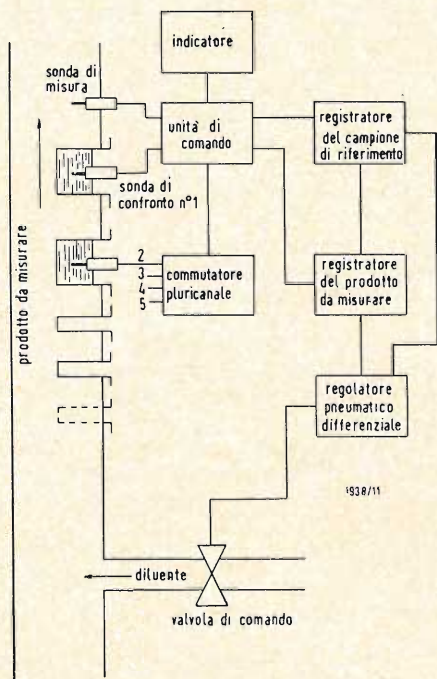 indicatore
sonda di
misura
unità di
comando
registratore
del campione
di riferimento
sonda di
confronto n°1
2
3
4
5
commutatore
pluricanale
registratore
del prodotto
da misurare
prodotto da misurare
regolatore
pneumatico
differenziale
1938/11
diluente
valvola di comando